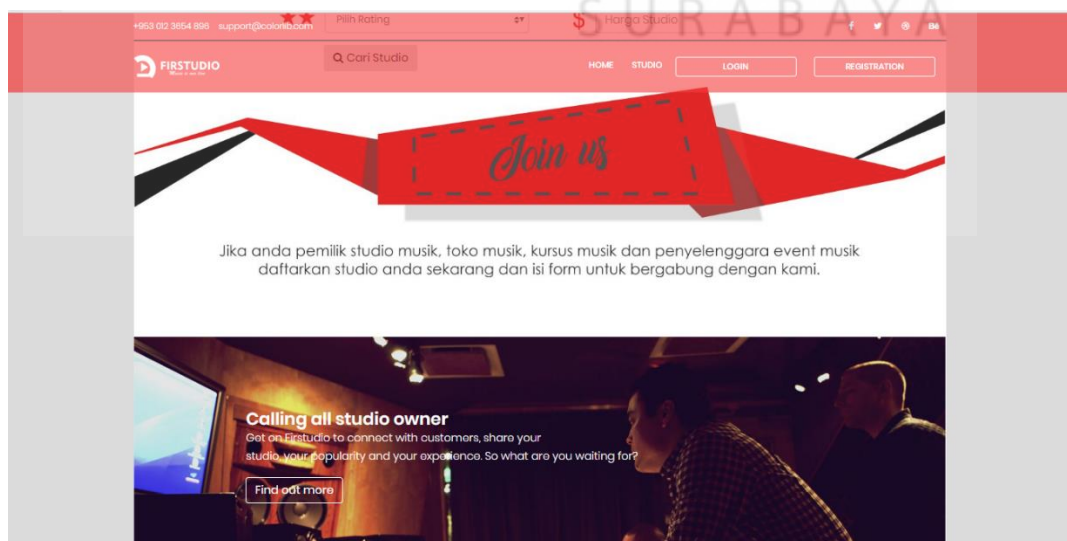 SURABAYA
+953 012 3654 896 support@colorlib.com
Pilih Rating
$ Harga Studio
f Bē
FIRSTUDIO
Cari Studio
HOME STUDIO LOGIN REGISTRATION
Join us
Jika anda pemilik studio musik, toko musik, kursus musik dan penyelenggara event musik
daftarkan studio anda sekarang dan isi form untuk bergabung dengan kami.
Calling all studio owner
Get on Firstudio to connect with customers, share your
studio, your popularity and your experience. So what are you waiting for?
Find out more